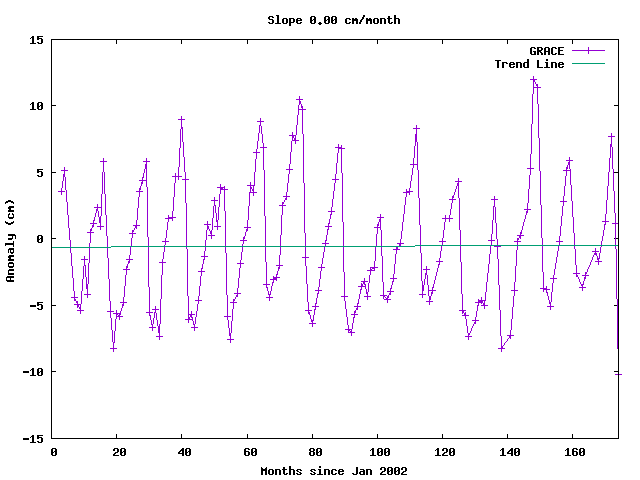 Slope 0.00 cm/month
GRACE
Trend Line
15
10
5
0
-5
-10
-15
Anomaly (cm)
0 20 40 60 80 100 120 140 160
Months since Jan 2002